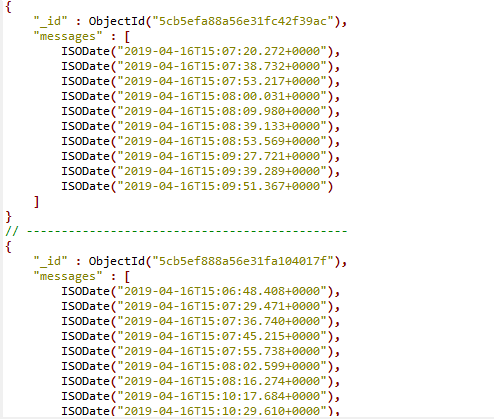 {
    "_id" : ObjectId("5cb5efa88a56e31fc42f39ac"),
    "messages" : [
        ISODate("2019-04-16T15:07:20.272+0000"),
        ISODate("2019-04-16T15:07:38.732+0000"),
        ISODate("2019-04-16T15:07:53.217+0000"),
        ISODate("2019-04-16T15:08:00.031+0000"),
        ISODate("2019-04-16T15:08:09.980+0000"),
        ISODate("2019-04-16T15:08:39.133+0000"),
        ISODate("2019-04-16T15:08:53.569+0000"),
        ISODate("2019-04-16T15:09:27.721+0000"),
        ISODate("2019-04-16T15:09:39.289+0000"),
        ISODate("2019-04-16T15:09:51.367+0000")
    ]
}
// ----------------------------------------------
{
    "_id" : ObjectId("5cb5ef888a56e31fa104017f"),
    "messages" : [
        ISODate("2019-04-16T15:06:48.408+0000"),
        ISODate("2019-04-16T15:07:29.471+0000"),
        ISODate("2019-04-16T15:07:36.740+0000"),
        ISODate("2019-04-16T15:07:45.215+0000"),
        ISODate("2019-04-16T15:07:55.738+0000"),
        ISODate("2019-04-16T15:08:02.599+0000"),
        ISODate("2019-04-16T15:08:16.274+0000"),
        ISODate("2019-04-16T15:10:17.684+0000"),
        ISODate("2019-04-16T15:10:29.610+0000"),